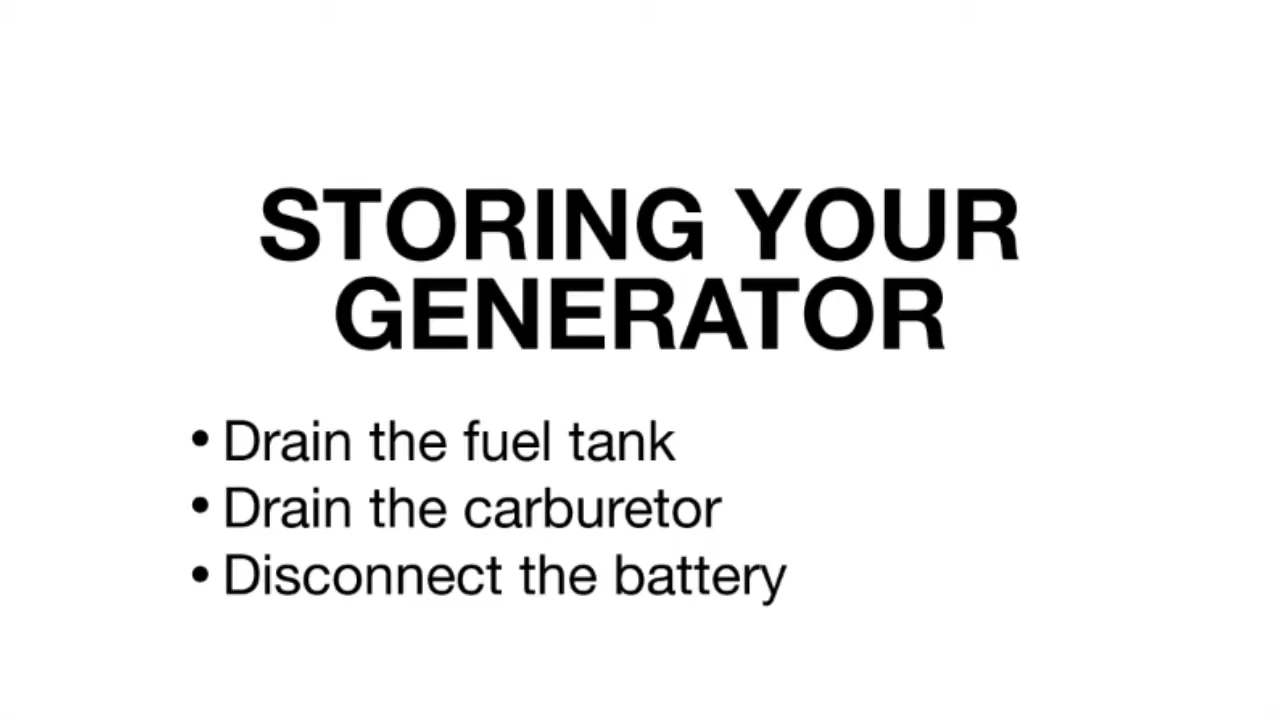 STORING YOUR
GENERATOR
• Drain the fuel tank
• Drain the carburetor
• Disconnect the battery